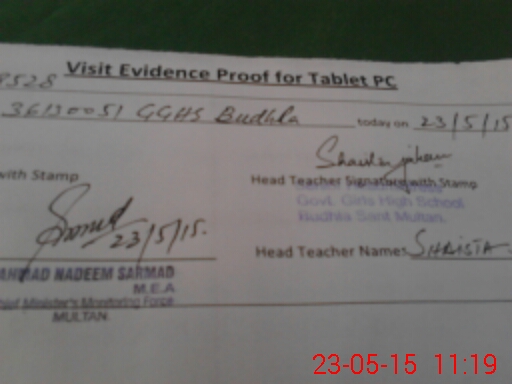 Visit Evidence Proof for Tablet PC
8528
36130051 GGHS Budhla today on 23/5/15
with Stamp
Head Teacher Signature with Stamp
Govt. Girls High School
Budhla Sant Multan.
23/5/15.
Head Teacher Name
AHMAD NADEEM SARMAD
M.E.A
Chief Minister's Monitoring Force
MULTAN
23-05-15 11:19